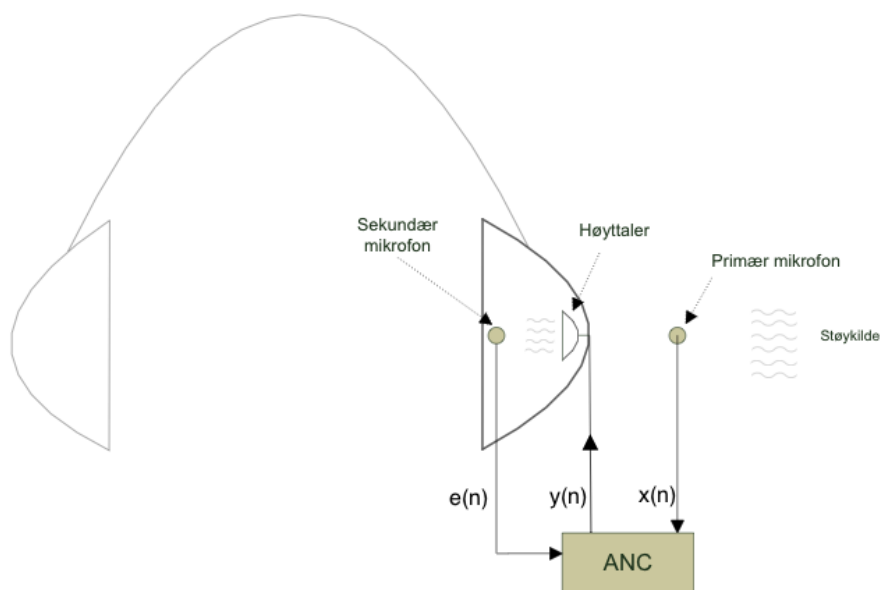 Sekundær
mikrofon
Høyttaler
Primær mikrofon
Støykilde
e(n)
y(n)
x(n)
ANC